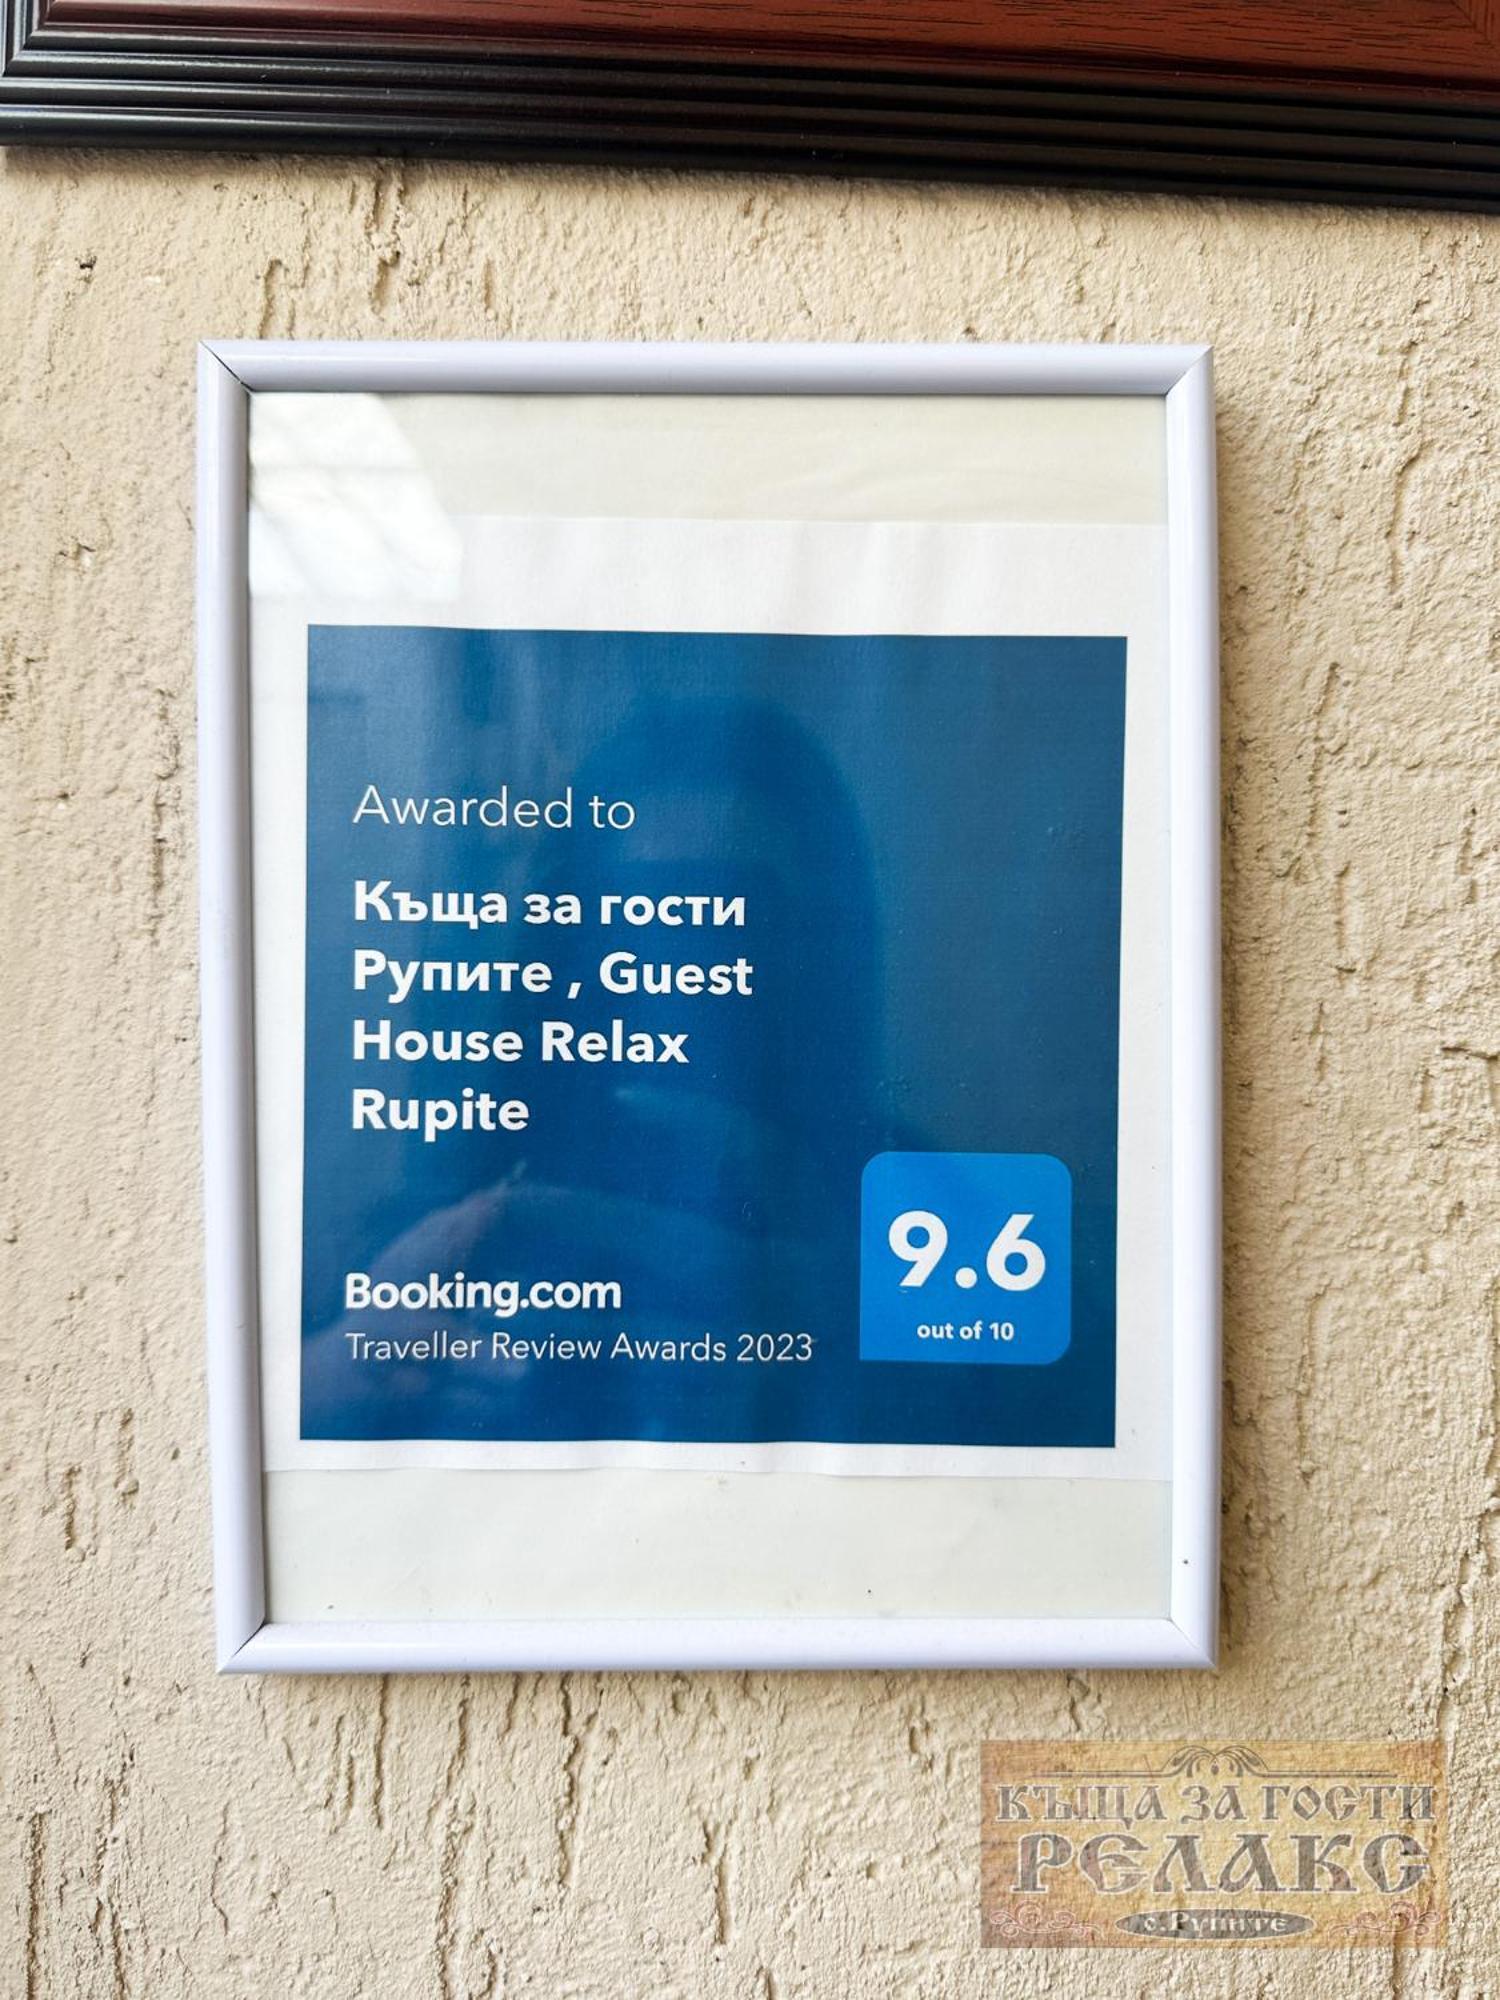 Awarded to
Къща за гости
Рупите , Guest
House Relax
Rupite
9.6
out of 10
Booking.com
Traveller Review Awards 2023
КЪЩА ЗА ГОСТИ
РЕЛАКС
с. Рупите